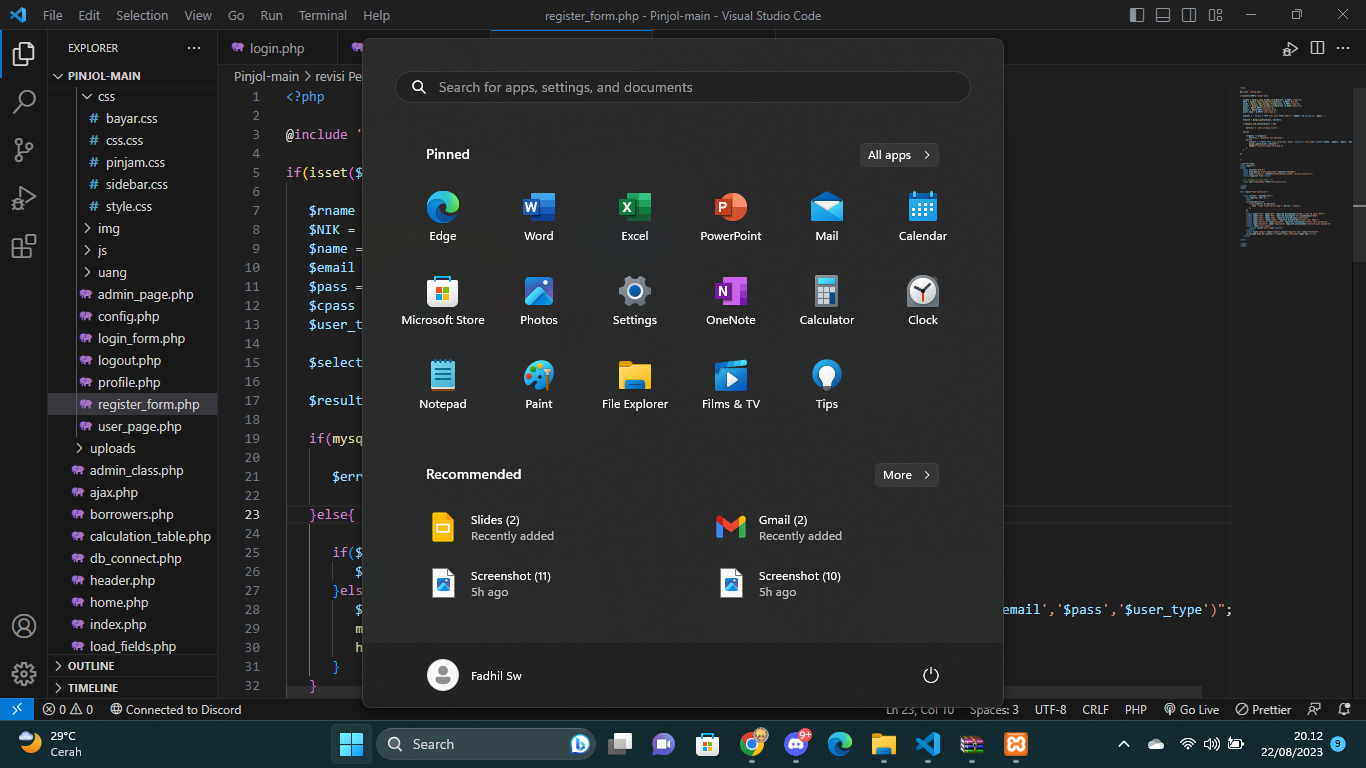 File Edit Selection View Go Run Terminal Help
register_form.php - Pinjol-main - Visual Studio Code
EXPLORER
PINJOL-MAIN
css
bayar.css
css.css
pinjam.css
sidebar.css
style.css
img
js
uang
admin_page.php
config.php
login_form.php
logout.php
profile.php
register_form.php
user_page.php
uploads
admin_class.php
ajax.php
borrowers.php
calculation_table.php
db_connect.php
header.php
home.php
index.php
load_fields.php
OUTLINE
TIMELINE
login.php
Pinjol-main > revisi Pe
1 <?php
2
3 @include '
4
5 if(isset($
6
7 $rname
8 $NIK =
9 $name =
10 $email
11 $pass =
12 $cpass
13 $user_t
14
15 $select
16
17 $result
18
19 if(mysq
20
21 $err
22
23 }else{
24
25 if($
26 $
27 }els
28 $ email','$pass','$user_type')";
29 m
30 h
31 }
32 }
Search for apps, settings, and documents
Pinned
All apps >
Edge Word Excel PowerPoint Mail Calendar
Microsoft Store Photos Settings OneNote Calculator Clock
Notepad Paint File Explorer Films & TV Tips
Recommended
More >
Slides (2)
Recently added
Gmail (2)
Recently added
Screenshot (11)
5h ago
Screenshot (10)
5h ago
Fadhil Sw
0 0 Connected to Discord
Ln 23, Col 10 Spaces: 3 UTF-8 CRLF PHP Go Live Prettier
29°C
Cerah
Search
9+
20.12
22/08/2023
9